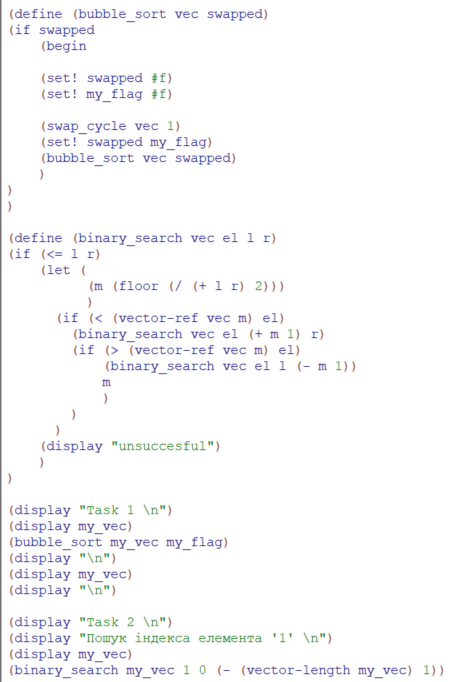 (define (bubble_sort vec swapped)
(if swapped
(begin
(set! swapped #f)
(set! my_flag #f)
(swap_cycle vec 1)
(set! swapped my_flag)
(bubble_sort vec swapped)
)
)
)
(define (binary_search vec el l r)
(if (<= l r)
(let (
(m (floor (/ (+ l r) 2)))
)
(if (< (vector-ref vec m) el)
(binary_search vec el (+ m 1) r)
(if (> (vector-ref vec m) el)
(binary_search vec el l (- m 1))
m
)
)
)
(display "unsuccesful")
)
)
(display "Task 1 \n")
(display my_vec)
(bubble_sort my_vec my_flag)
(display "\n")
(display my_vec)
(display "\n")
(display "Task 2 \n")
(display "Пошук індекса елемента '1' \n")
(display my_vec)
(binary_search my_vec 1 0 (- (vector-length my_vec) 1))